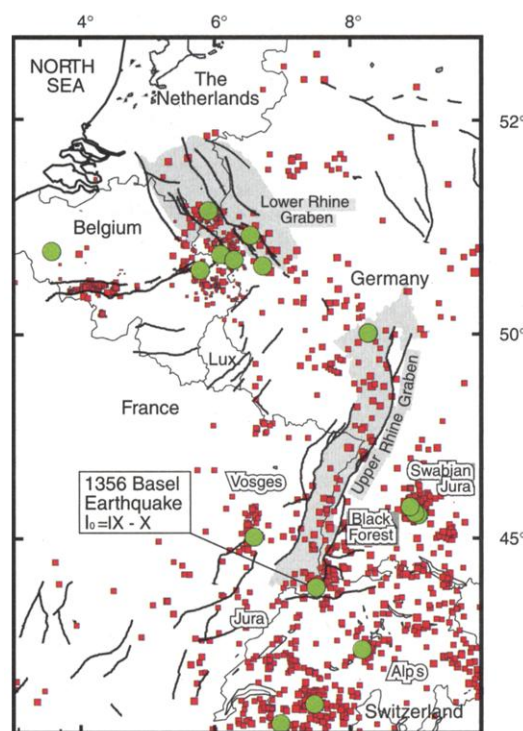 4° 6° 8°
NORTH
SEA
The
Netherlands
52°
Lower Rhine
Graben
Belgium
Germany
50°
Lux
France
Upper Rhine Graben
1356 Basel
Earthquake
I₀=IX - X
Vosges
Swabian
Jura
Black
Forest
45°
Jura
Alps
Switzerland